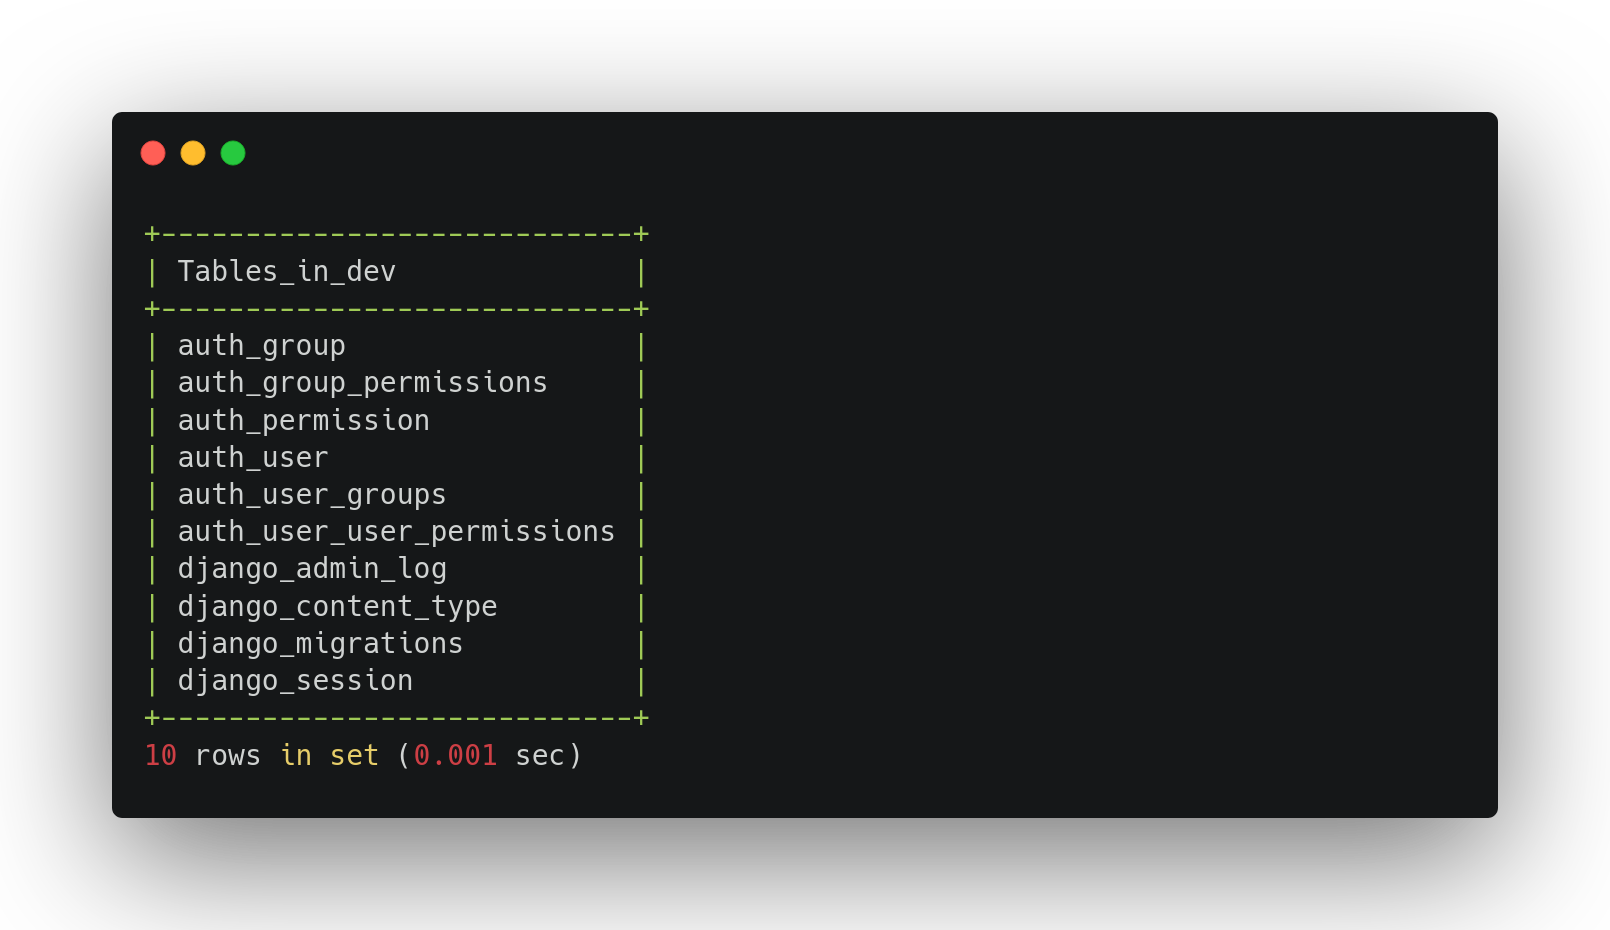 +----------------------------+
| Tables_in_dev              |
+----------------------------+
| auth_group                 |
| auth_group_permissions     |
| auth_permission            |
| auth_user                  |
| auth_user_groups           |
| auth_user_user_permissions |
| django_admin_log           |
| django_content_type        |
| django_migrations          |
| django_session             |
+----------------------------+
10 rows in set (0.001 sec)